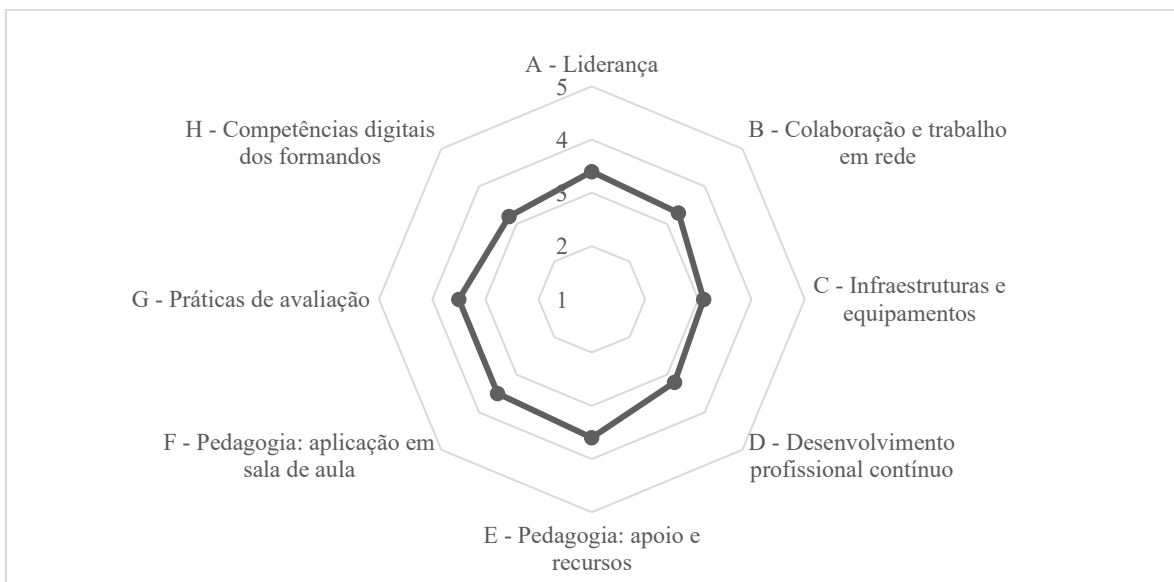 A - Liderança
5
H - Competências digitais
dos formandos
B - Colaboração e trabalho
em rede
4
3
2
1
G - Práticas de avaliação
C - Infraestruturas e
equipamentos
F - Pedagogia: aplicação em
sala de aula
D - Desenvolvimento
profissional contínuo
E - Pedagogia: apoio e
recursos